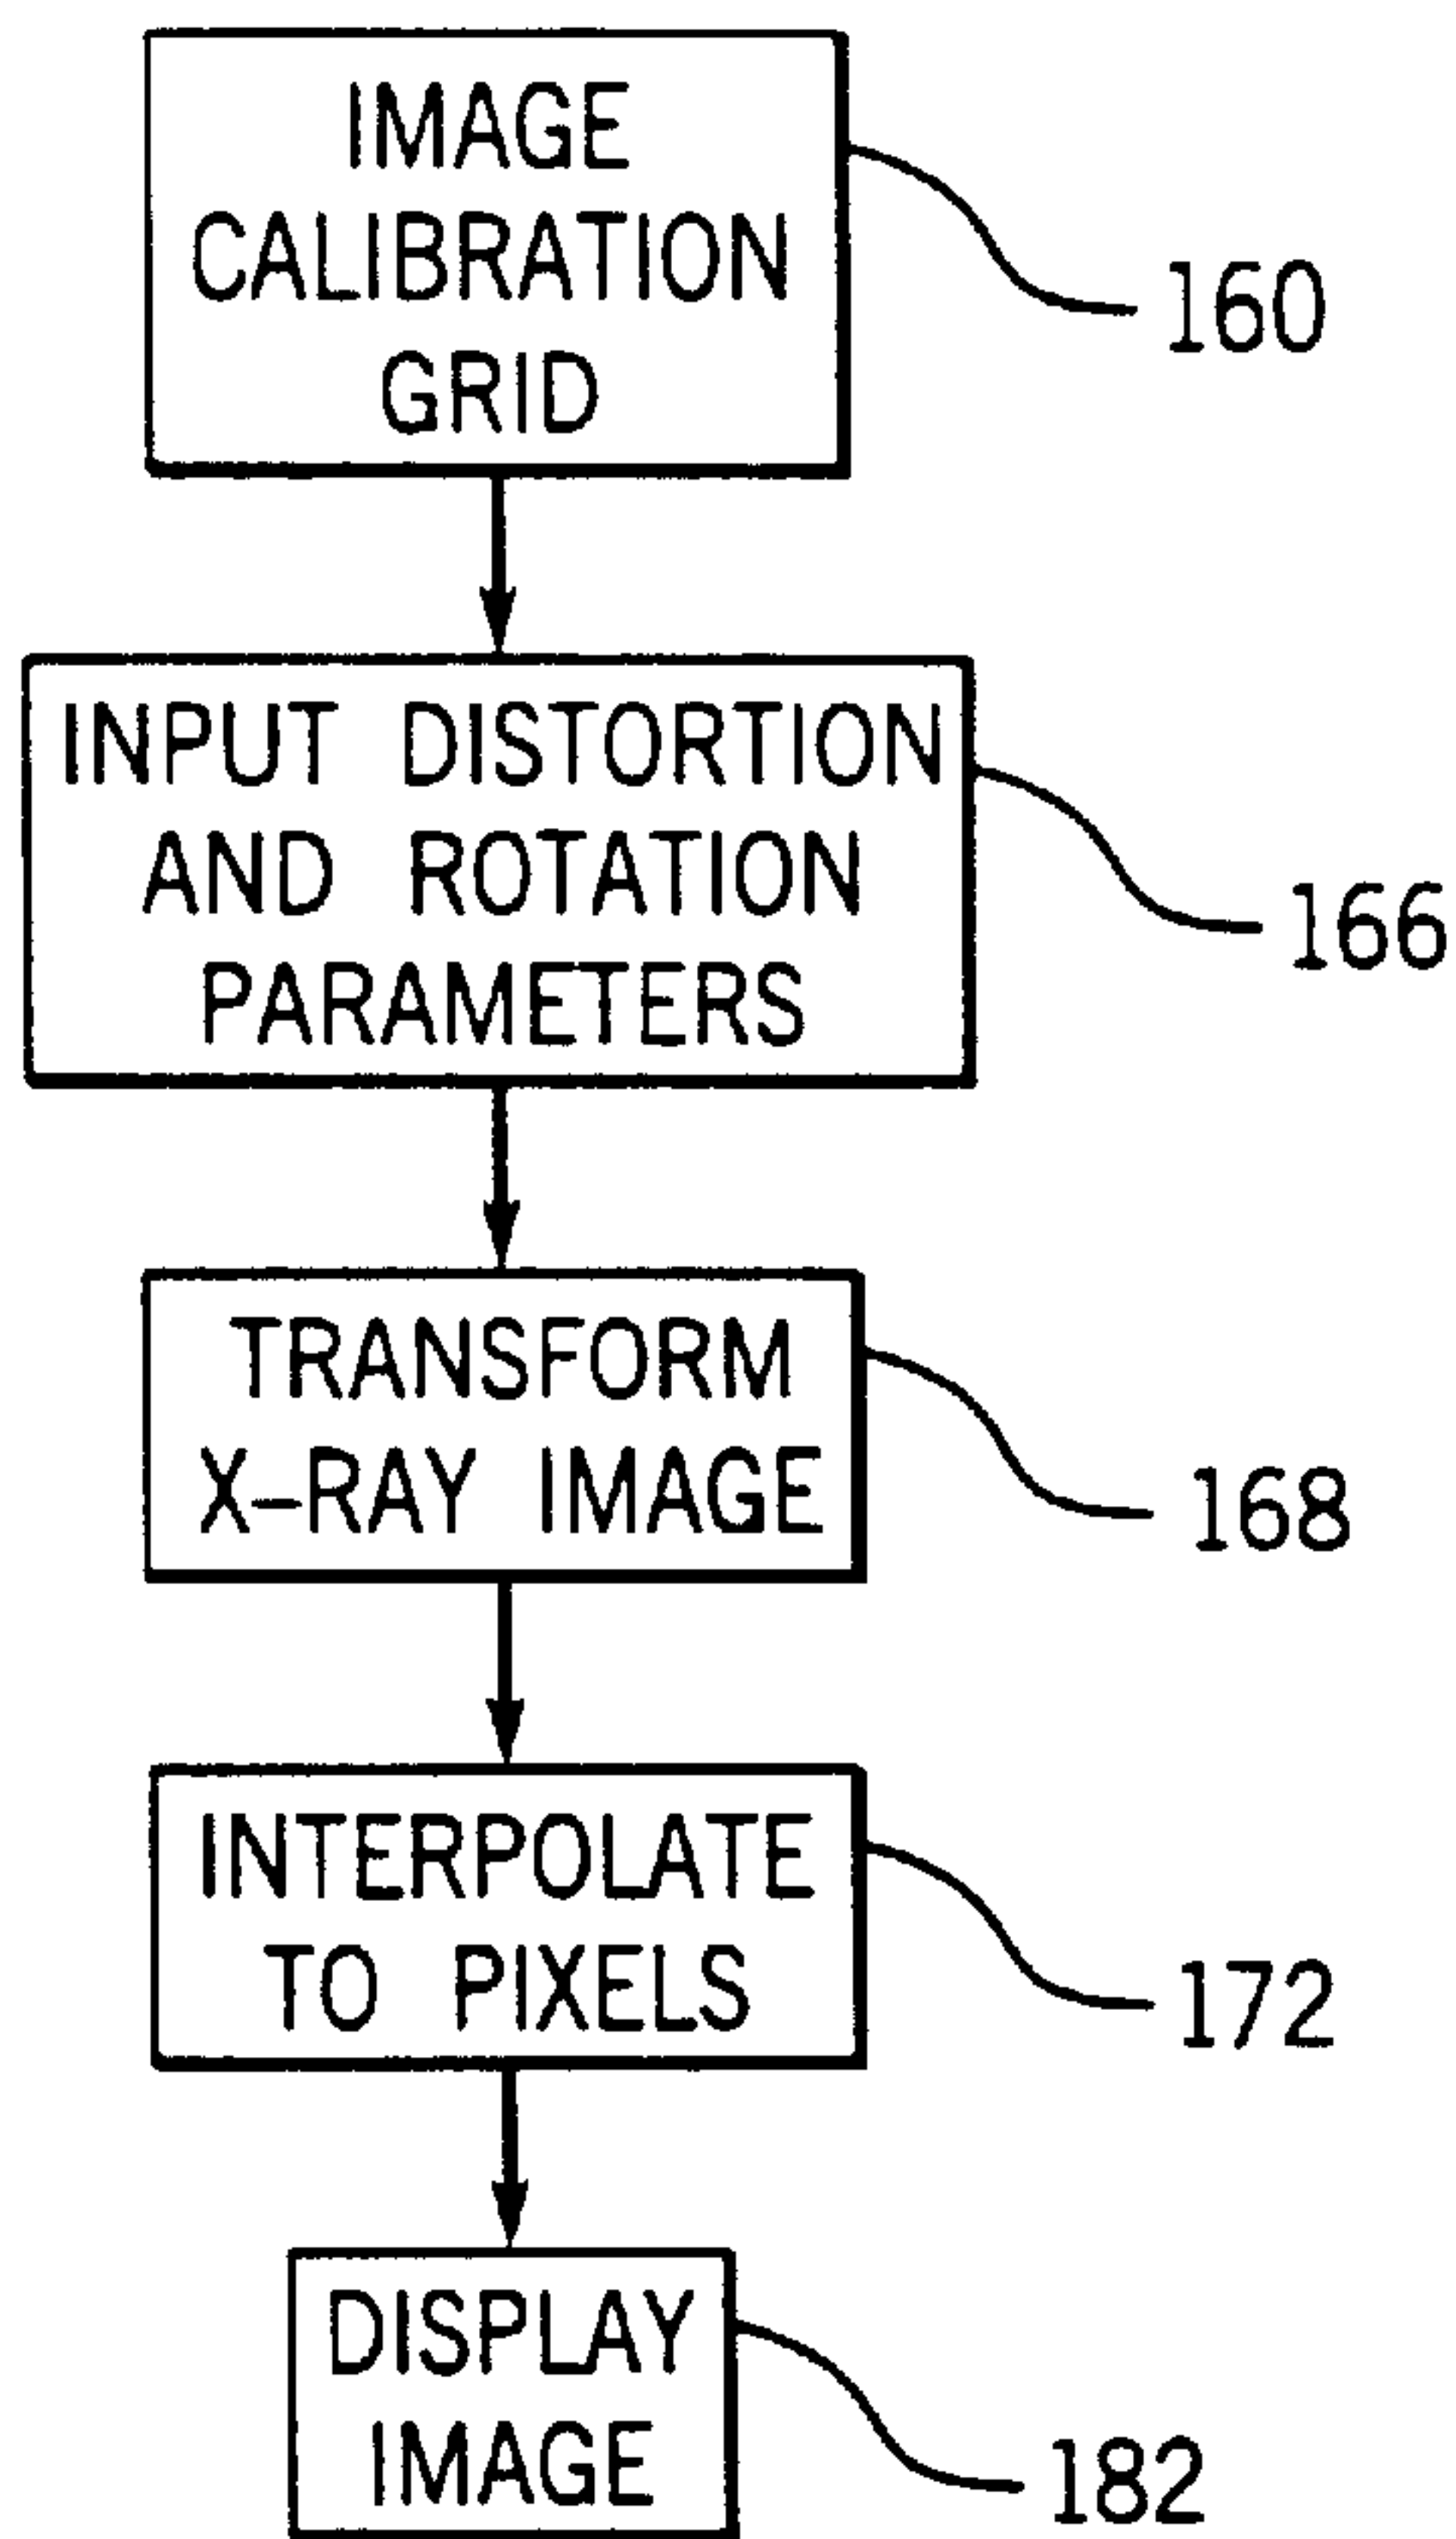 IMAGE
CALIBRATION
GRID
160
INPUT DISTORTION
AND ROTATION
PARAMETERS
166
TRANSFORM
X-RAY IMAGE
168
INTERPOLATE
TO PIXELS
172
DISPLAY
IMAGE
182